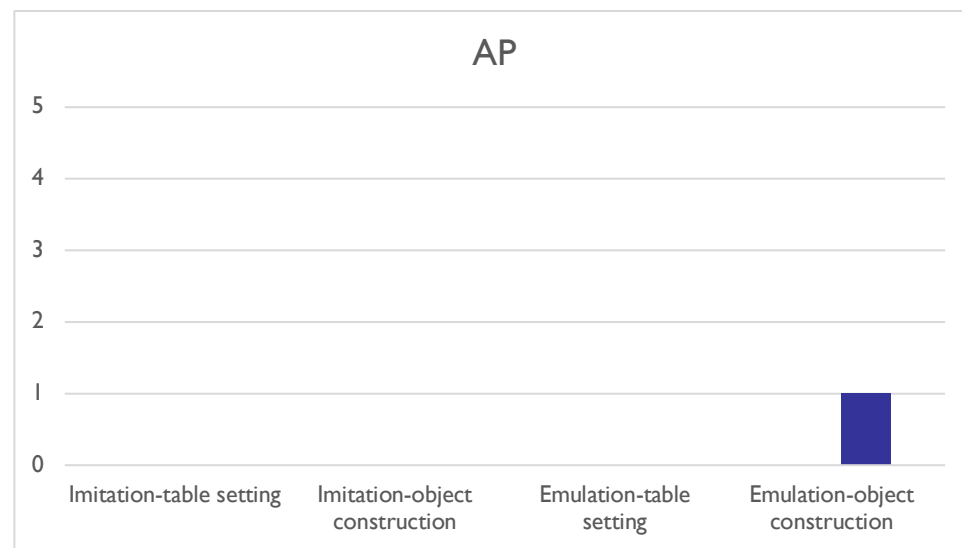 AP
5
4
3
2
1
0
Imitation-table setting
Imitation-object
construction
Emulation-table
setting
Emulation-object
construction